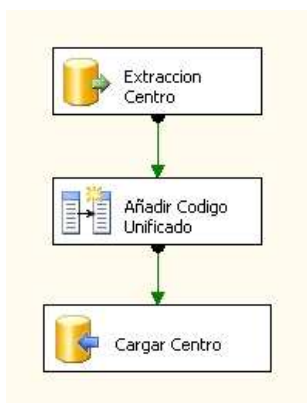 Extraccion
Centro
Añadir Codigo
Unificado
Cargar Centro